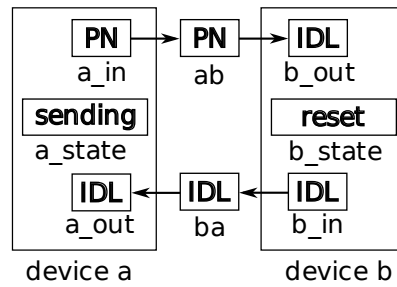 PN PN IDL
a_in ab b_out
sending reset
a_state b_state
IDL IDL IDL
a_out ba b_in
device a device b